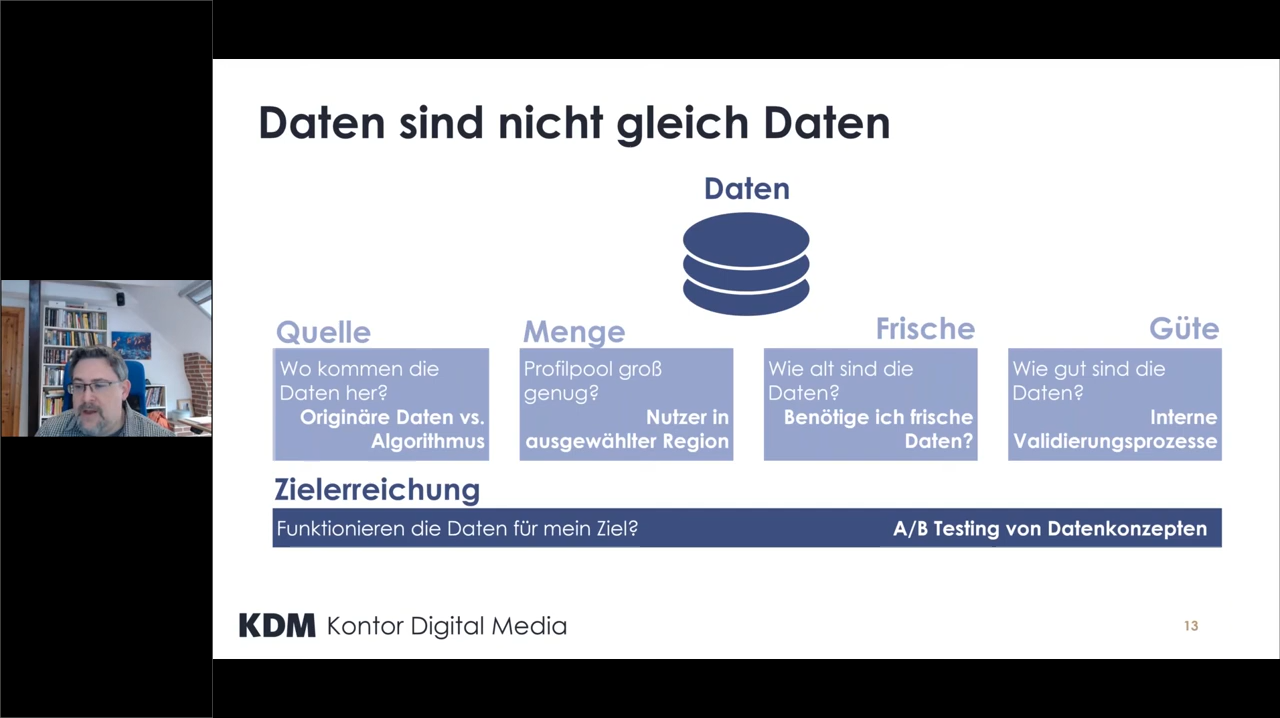 Daten sind nicht gleich Daten
Daten
Quelle
Wo kommen die
Daten her?
Originäre Daten vs.
Algorithmus
Menge
Profilpool groß
genug?
Nutzer in
ausgewählter Region
Frische
Wie alt sind die
Daten?
Benötige ich frische
Daten?
Güte
Wie gut sind die
Daten?
Interne
Validierungsprozesse
Zielerreichung
Funktionieren die Daten für mein Ziel? A/B Testing von Datenkonzepten
KDM Kontor Digital Media
13